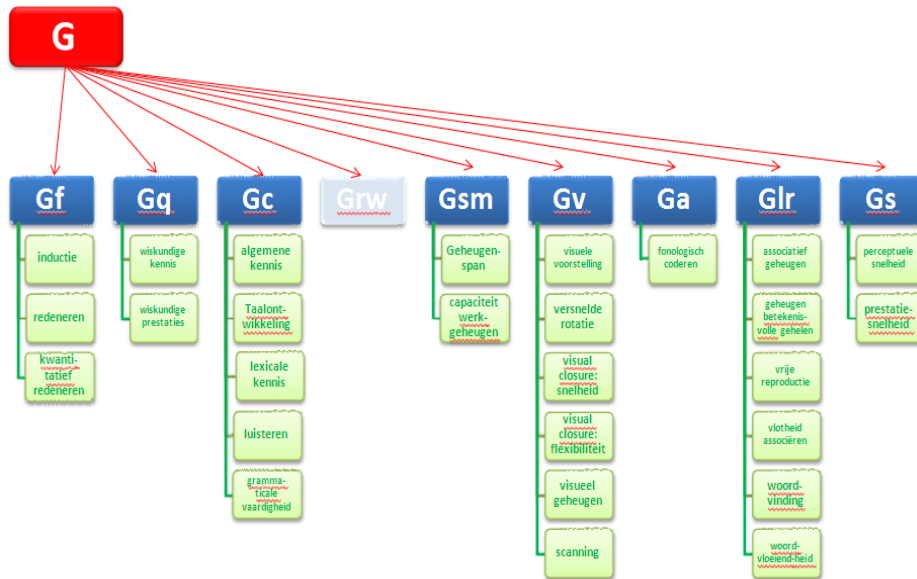 G
Gf
Gq
Gc
Grw
Gsm
Gv
Ga
Glr
Gs
inductie
redeneren
kwanti-
tatief
redeneren
wiskundige
kennis
wiskundige
prestaties
algemene
kennis
Taalont-
wikkeling
lexicale
kennis
luisteren
gramma-
ticale
vaardigheid
Geheugen-
span
capaciteit
werk-
geheugen
visuele
voorstelling
versnelde
rotatie
visual
closure:
snelheid
visual
closure:
flexibiliteit
visueel
geheugen
scanning
fonologisch
coderen
associatief
geheugen
geheugen
betekenis-
volle gehelen
vrije
reproductie
vlotheid
associëren
woord-
vinding
woord-
vloeiend-heid
perceptuele
snelheid
prestatie-
snelheid